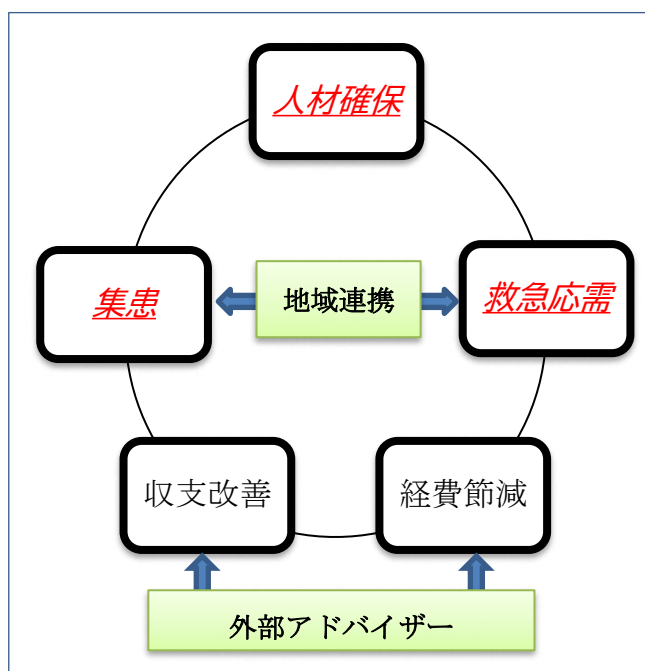 人材確保
集患
地域連携
救急応需
収支改善
経費節減
外部アドバイザー